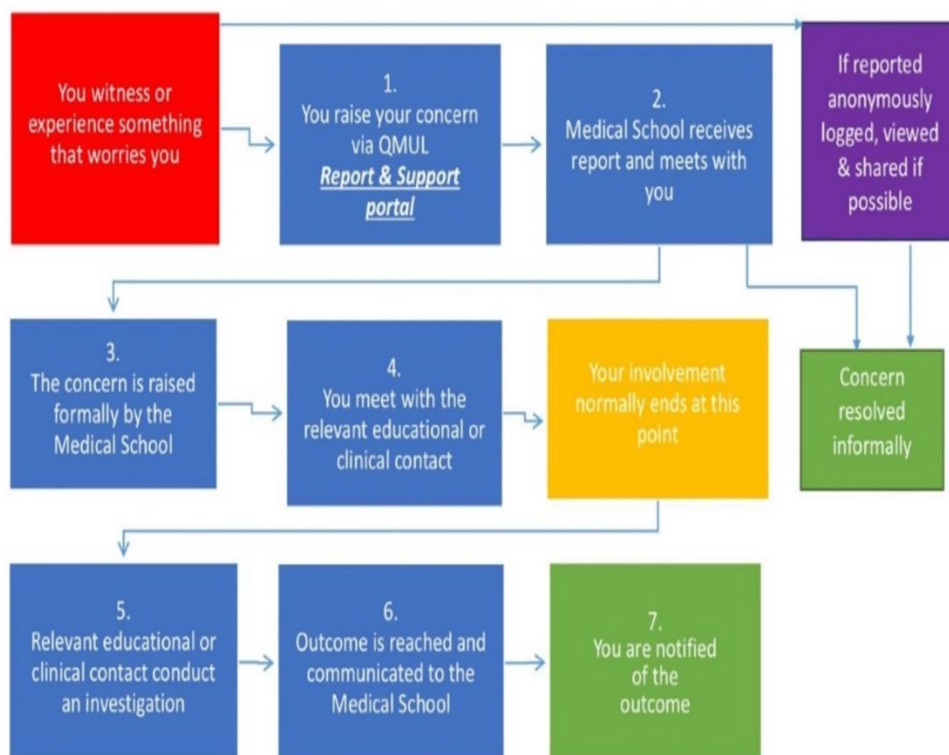 You witness or
experience something
that worries you
1.
You raise your concern
via QMUL
Report & Support
portal
2.
Medical School receives
report and meets with
you
If reported
anonymously
logged, viewed
& shared if
possible
3.
The concern is raised
formally by the
Medical School
4.
You meet with the
relevant educational or
clinical contact
Your involvement
normally ends at this
point
Concern
resolved
informally
5.
Relevant educational or
clinical contact conduct
an investigation
6.
Outcome is reached and
communicated to the
Medical School
7.
You are notified
of the
outcome